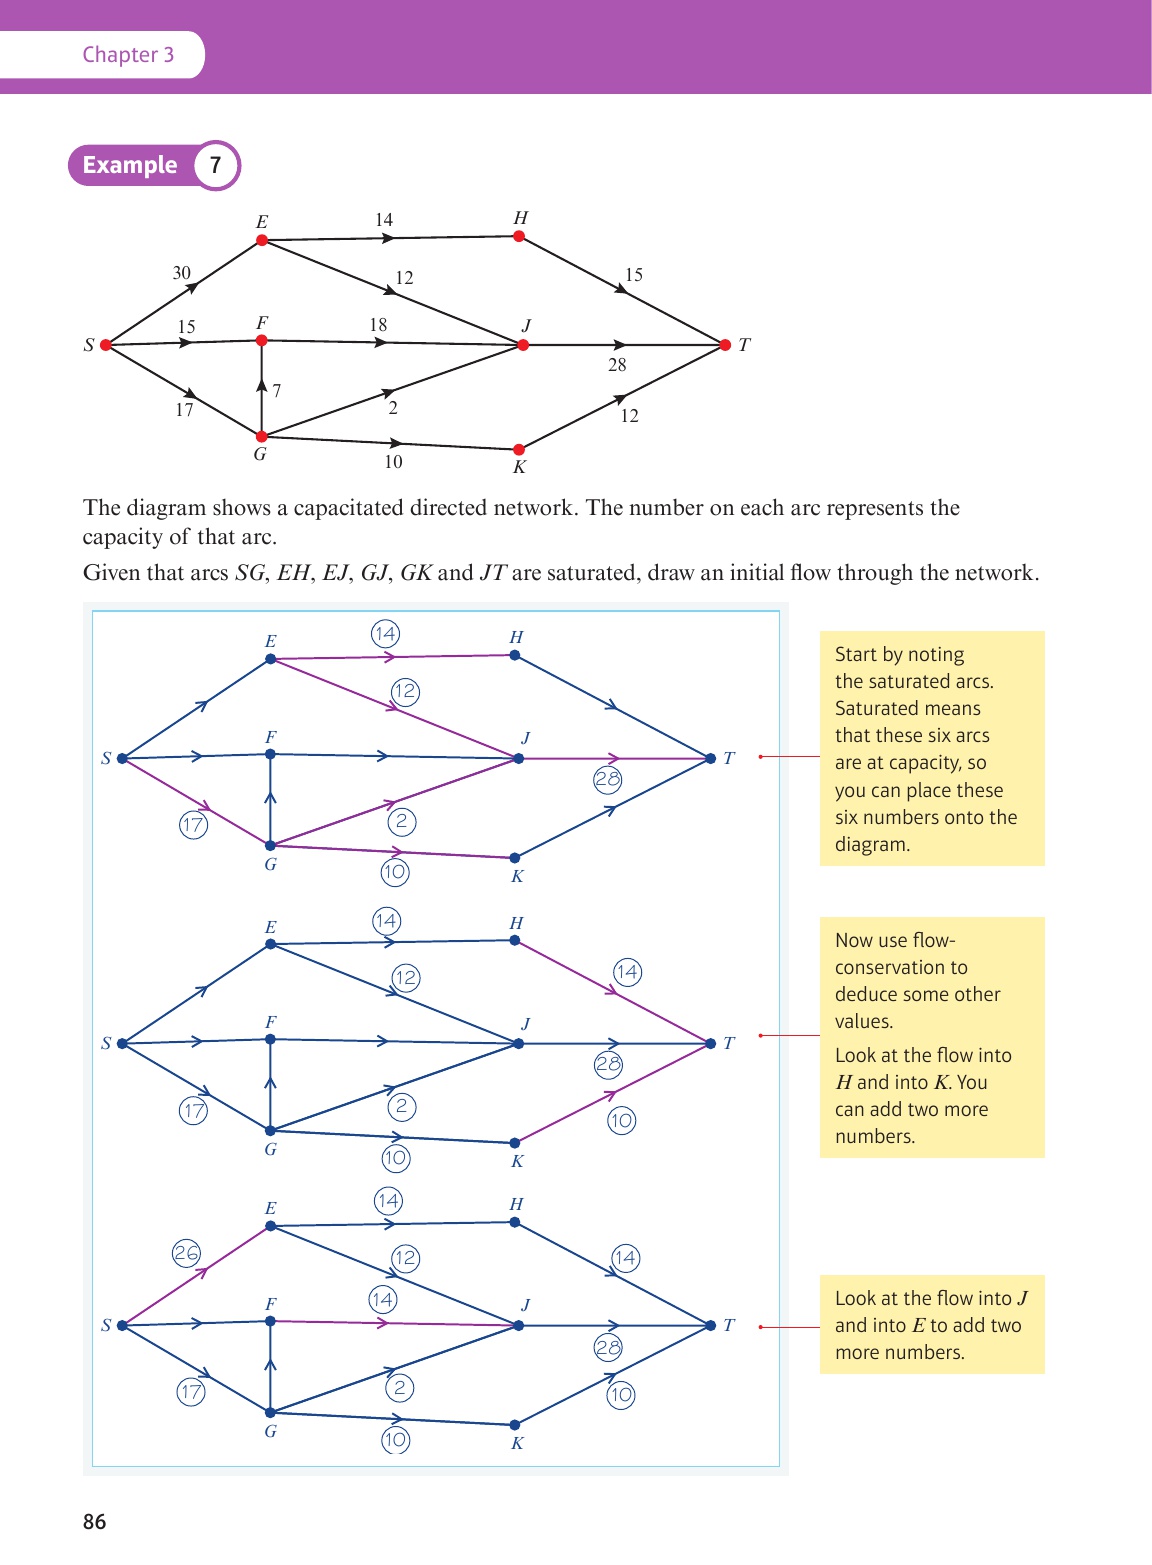 Chapter 3
Example 7
E
14
H
30
12
15
S
15
F
18
J
T
28
7
17
2
12
G
10
K
The diagram shows a capacitated directed network. The number on each arc represents the
capacity of that arc.
Given that arcs SG, EH, EJ, GJ, GK and JT are saturated, draw an initial flow through the network.
E
14
H
12
S
F
J
T
28
17
2
G
10
K
Start by noting
the saturated arcs.
Saturated means
that these six arcs
are at capacity, so
you can place these
six numbers onto the
diagram.
E
14
H
12
14
S
F
J
T
28
17
2
10
G
10
K
Now use flow-
conservation to
deduce some other
values.
Look at the flow into
H and into K. You
can add two more
numbers.
E
14
H
26
12
14
14
S
F
J
T
28
17
2
10
G
10
K
Look at the flow into J
and into E to add two
more numbers.
86